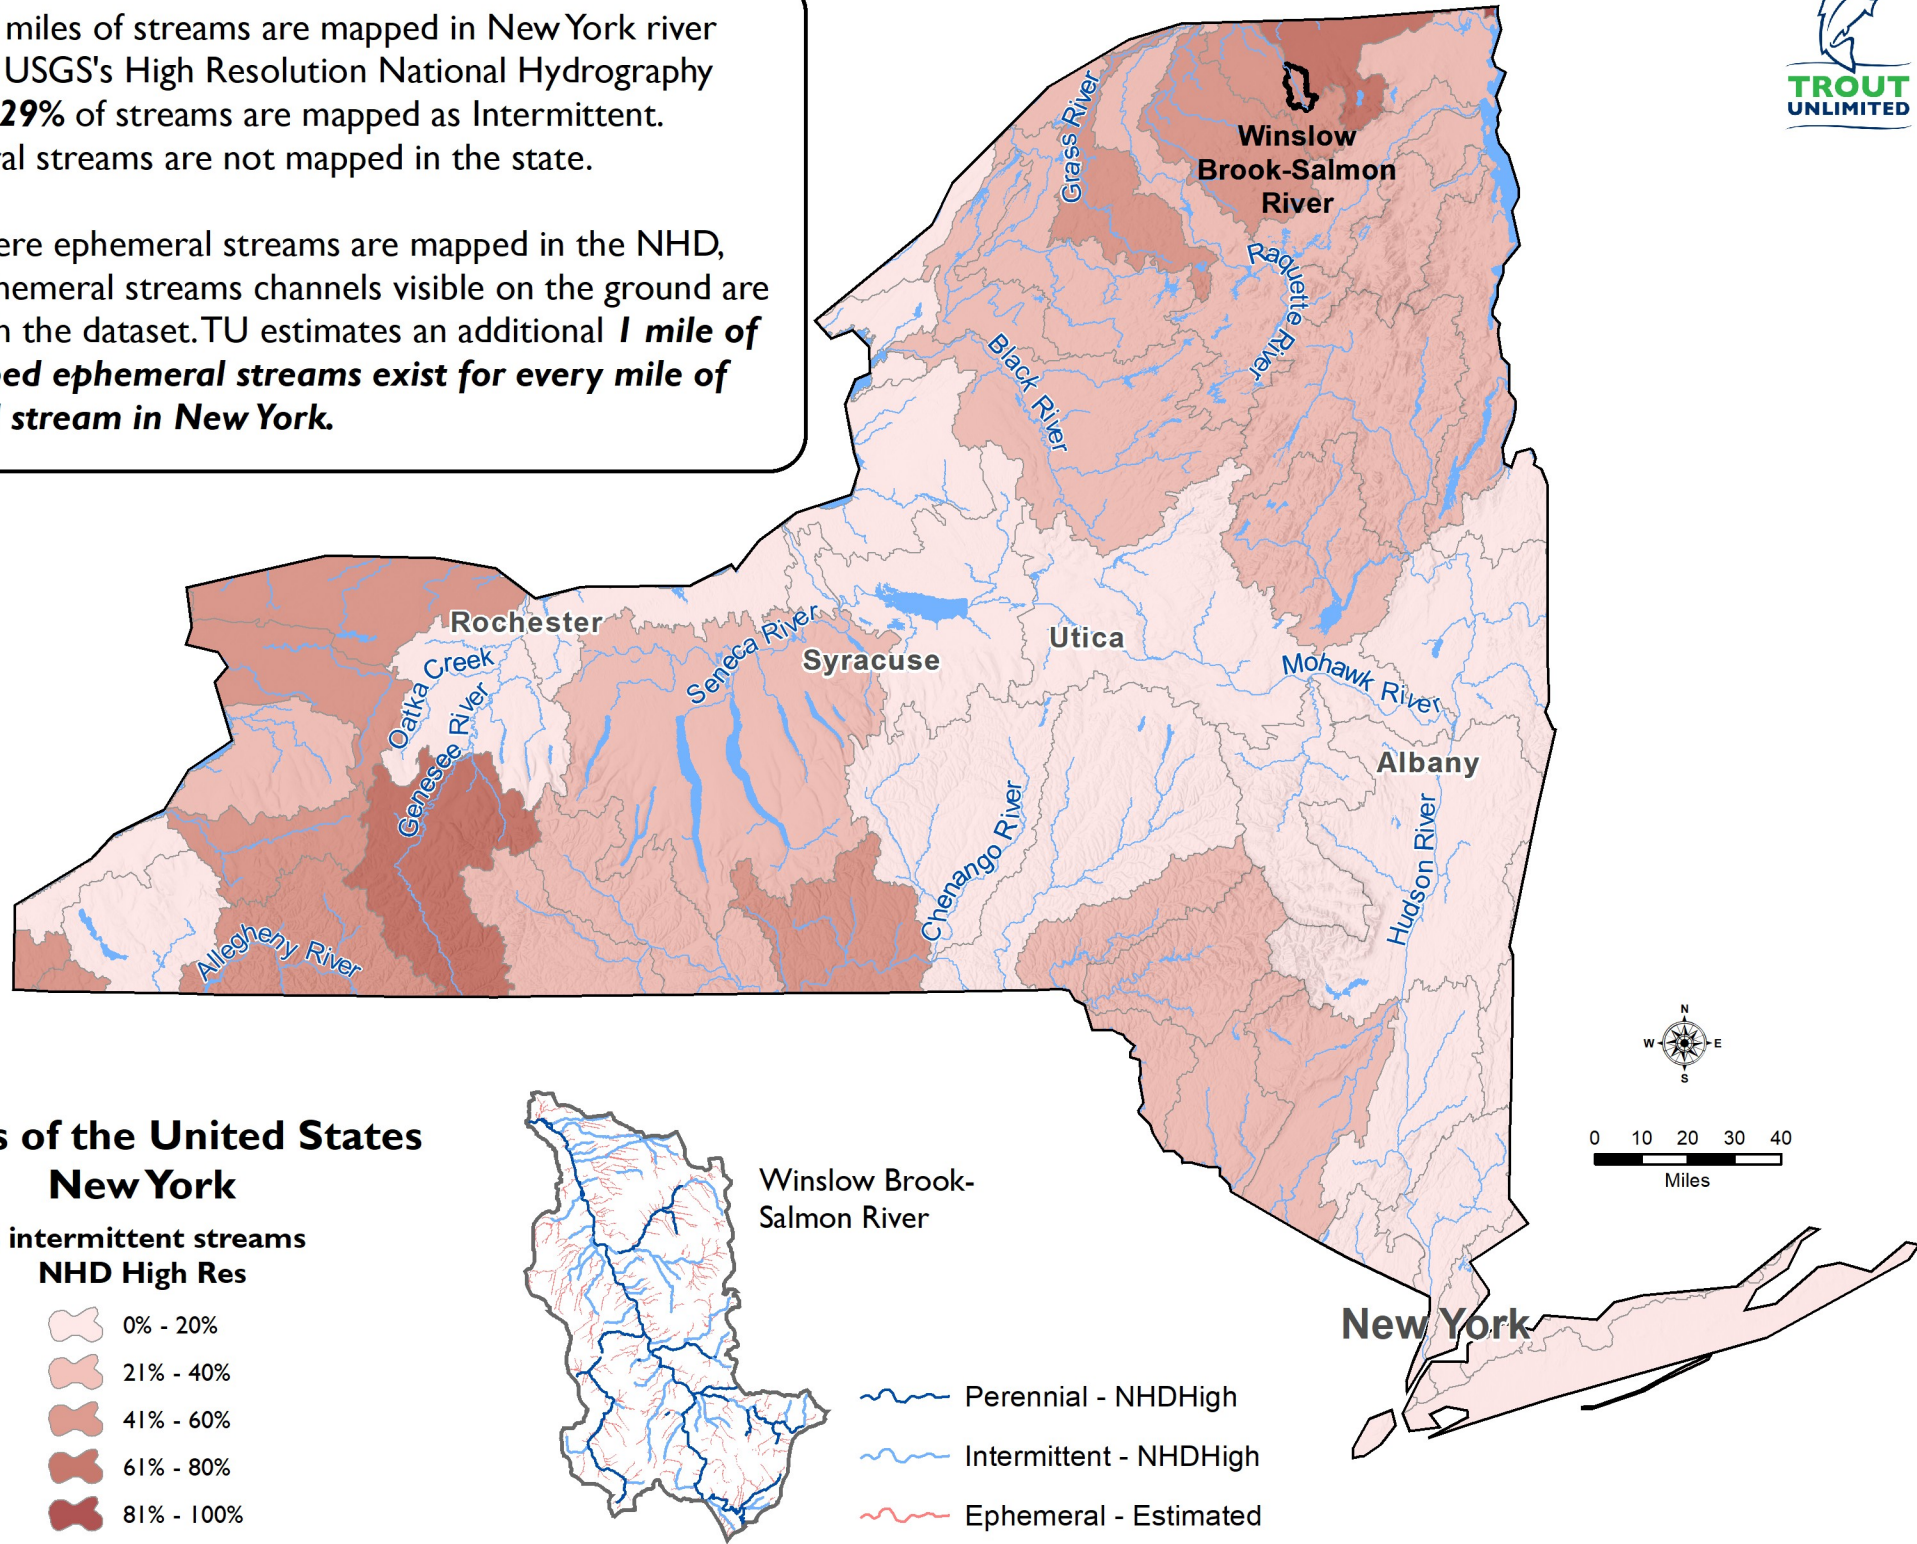 miles of streams are mapped in New York river
USGS's High Resolution National Hydrography
29% of streams are mapped as Intermittent.
al streams are not mapped in the state.
ere ephemeral streams are mapped in the NHD,
hemeral streams channels visible on the ground are
the dataset. TU estimates an additional 1 mile of
ed ephemeral streams exist for every mile of
stream in New York.
TROUT
UNLIMITED
Grass River
Winslow
Brook-Salmon
River
Raquette River
Black River
Rochester
Oatka Creek
Genesee River
Seneca River
Syracuse
Utica
Mohawk River
Albany
Chenango River
Hudson River
Allegheny River
New York
N
W
E
S
0 10 20 30 40
Miles
s of the United States
New York
intermittent streams
NHD High Res
0% - 20%
21% - 40%
41% - 60%
61% - 80%
81% - 100%
Winslow Brook-
Salmon River
Perennial - NHDHigh
Intermittent - NHDHigh
Ephemeral - Estimated